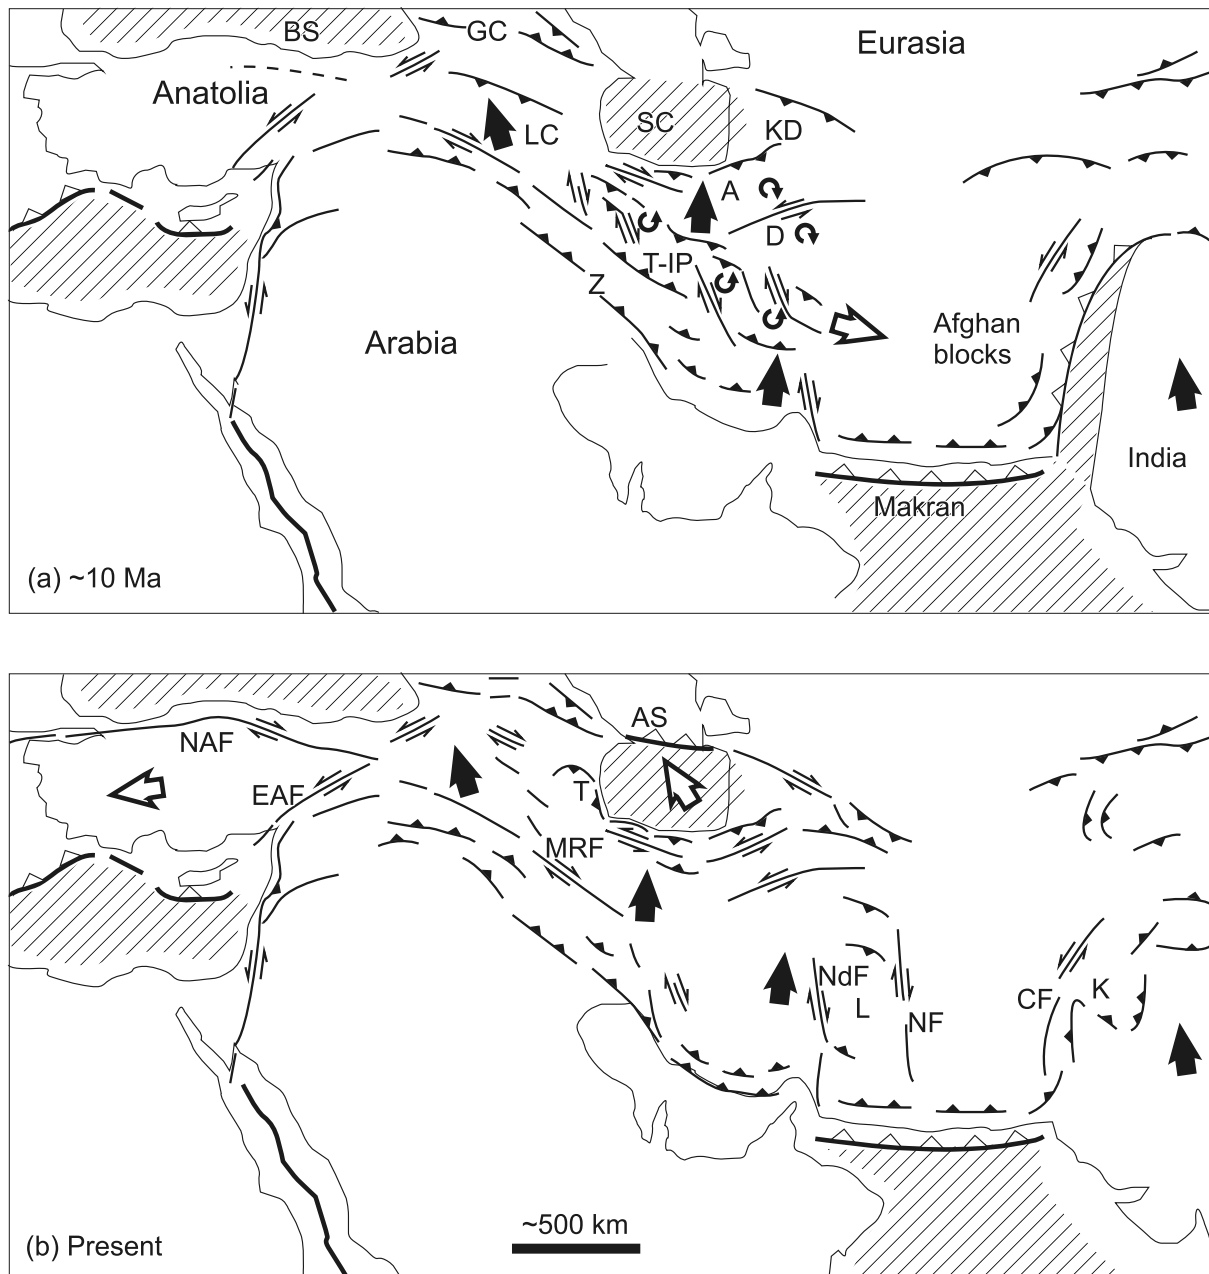 BS
GC
Eurasia
Anatolia
SC
LC
KD
A
D
T-IP
Z
Arabia
Afghan
blocks
India
Makran
(a) ~10 Ma
AS
NAF
EAF
T
MRF
NdF
L
NF
CF
K
~500 km
(b) Present